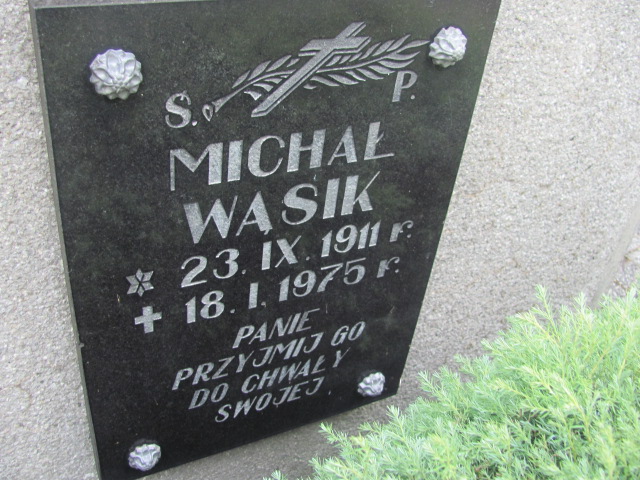 S. P.
MICHAŁ
WĄSIK
23. IX. 1911 r.
18. I. 1975 r.
PANIE
PRZYJMIJ GO
DO CHWAŁY
SWOJEJ